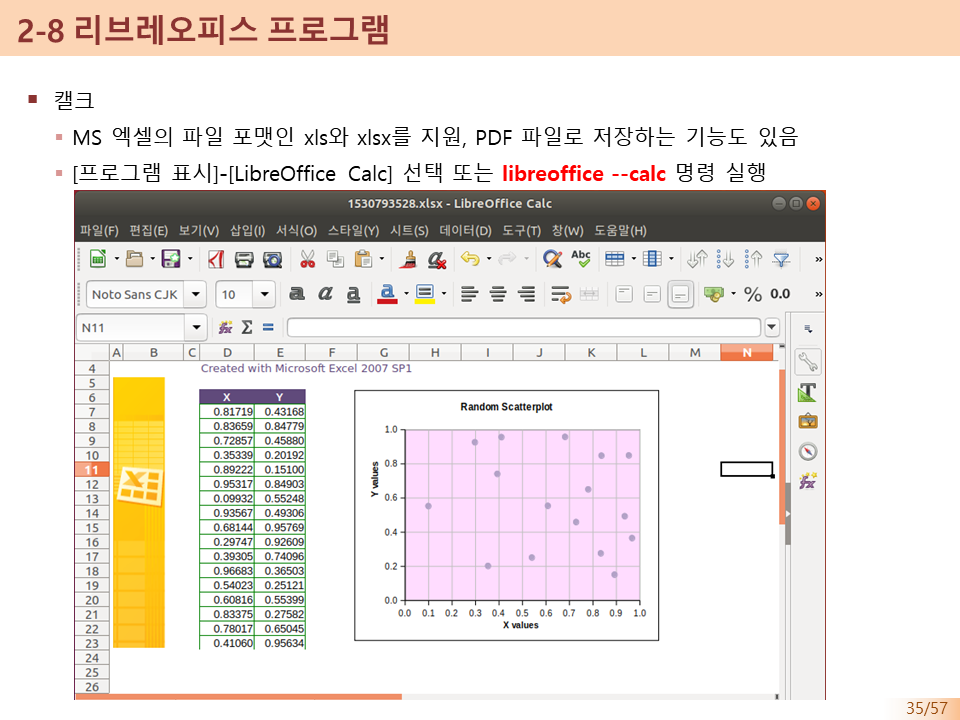 2-8 리브레오피스 프로그램
캘크
MS 엑셀의 파일 포맷인 xls와 xlsx를 지원, PDF 파일로 저장하는 기능도 있음
[프로그램 표시]-[LibreOffice Calc] 선택 또는 libreoffice --calc 명령 실행
1530793528.xlsx - LibreOffice Calc
파일(F) 편집(E) 보기(V) 삽입(I) 서식(O) 스타일(Y) 시트(S) 데이터(D) 도구(T) 창(W) 도움말(H)
Abc »
Noto Sans CJK 10 a a a a % 0.0 »
N11 fx Σ =
A B C D E F G H I J K L M N
4 Created with Microsoft Excel 2007 SP1
5
6 X Y
7 0.81719 0.43168
8 0.83659 0.84779
9 0.72857 0.45880
10 0.35339 0.20192
11 0.89222 0.15100
12 0.95317 0.84903
13 0.09932 0.55248
14 0.93567 0.49306
15 0.68144 0.95769
16 0.29747 0.92609
17 0.39305 0.74096
18 0.96683 0.36503
19 0.54023 0.25121
20 0.60816 0.55399
21 0.83375 0.27582
22 0.78017 0.65045
23 0.41060 0.95634
24
25
26
Random Scatterplot
Y values
1.0
0.8
0.6
0.4
0.2
0.0
0.0 0.1 0.2 0.3 0.4 0.5 0.6 0.7 0.8 0.9 1.0
X values
T
fx
35/57